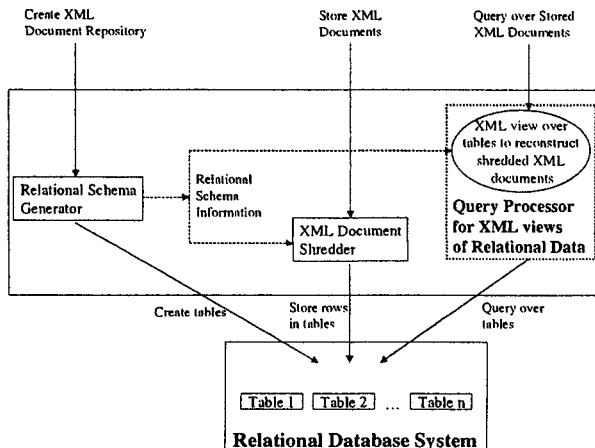 Create XML
Document Repository
Store XML
Documents
Query over Stored
XML Documents
XML view over
tables to reconstruct
shredded XML
documents
Relational Schema
Generator
Relational
Schema
Information
XML Document
Shredder
Query Processor
for XML views
of Relational Data
Create tables
Store rows
in tables
Query over
tables
Table 1
Table 2
...
Table n
Relational Database System